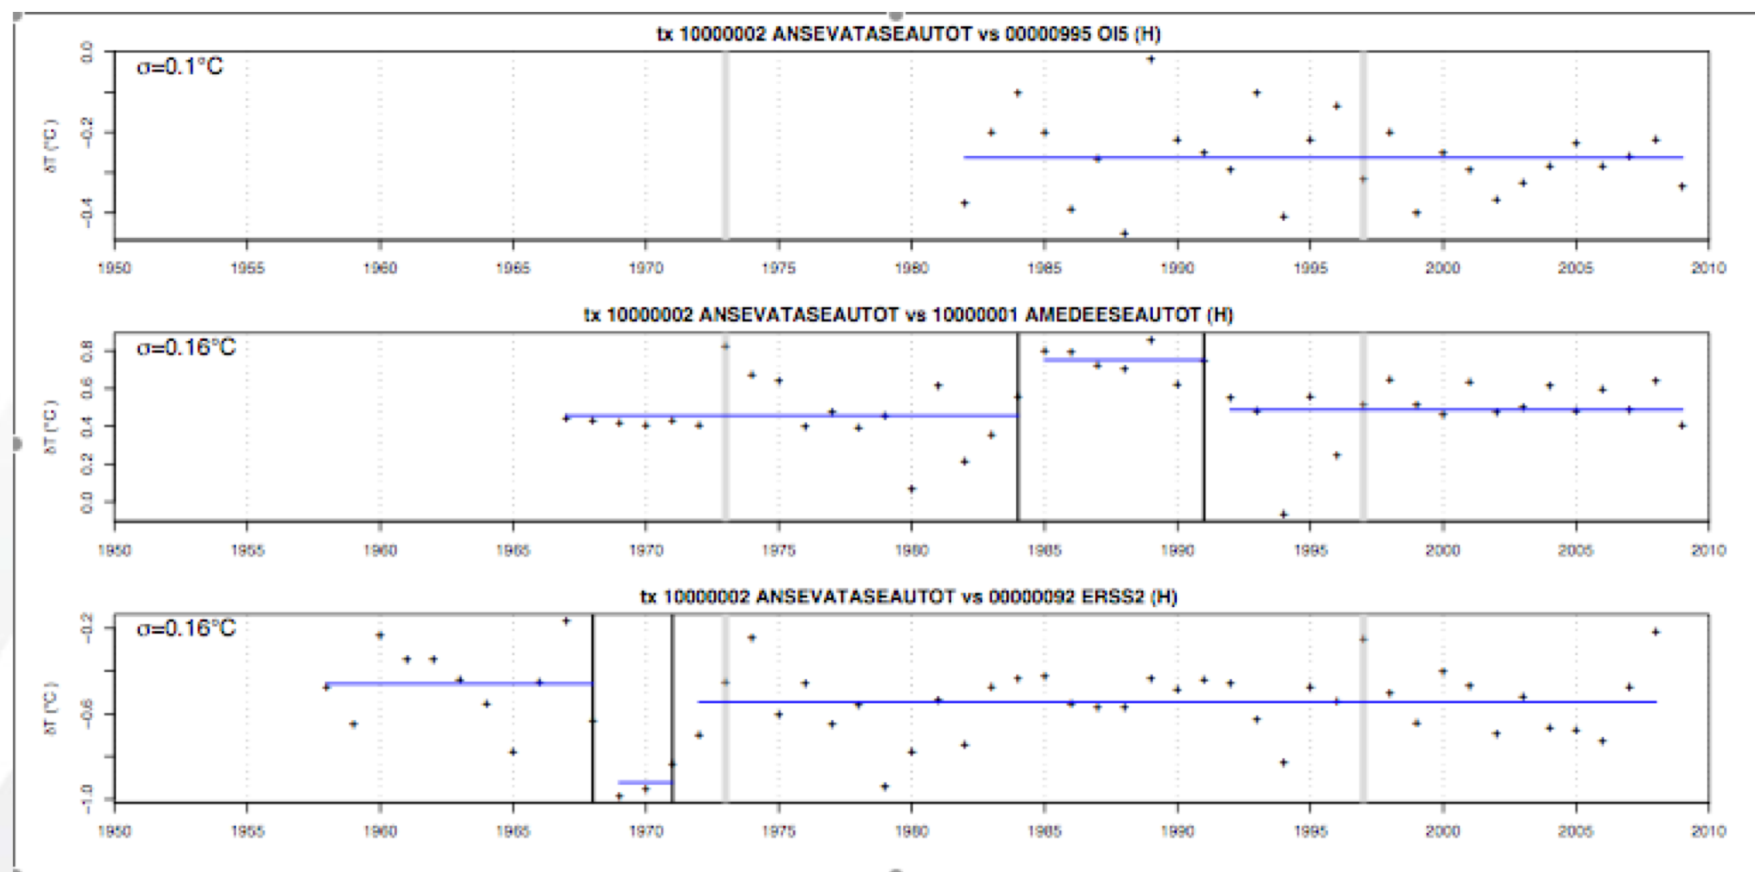 tx 10000002 ANSEVATASEAUTOT vs 00000995 OI5 (H)
σ=0.1°C
δT (°C)
0.0
-0.2
-0.4
1950 1955 1960 1965 1970 1975 1980 1985 1990 1995 2000 2005 2010
tx 10000002 ANSEVATASEAUTOT vs 10000001 AMEDEESEAUTOT (H)
σ=0.16°C
δT (°C)
0.8
0.6
0.4
0.2
0.0
1950 1955 1960 1965 1970 1975 1980 1985 1990 1995 2000 2005 2010
tx 10000002 ANSEVATASEAUTOT vs 00000092 ERSS2 (H)
σ=0.16°C
δT (°C)
-0.2
-0.6
-1.0
1950 1955 1960 1965 1970 1975 1980 1985 1990 1995 2000 2005 2010